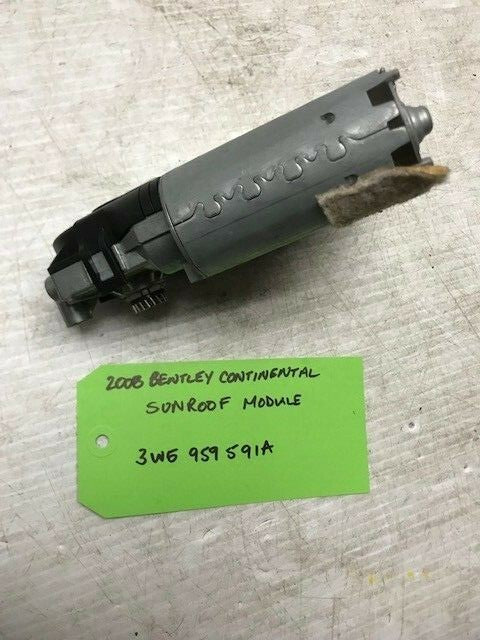 2008 BENTLEY CONTINENTAL
SUNROOF MODULE
3W5 959 591A